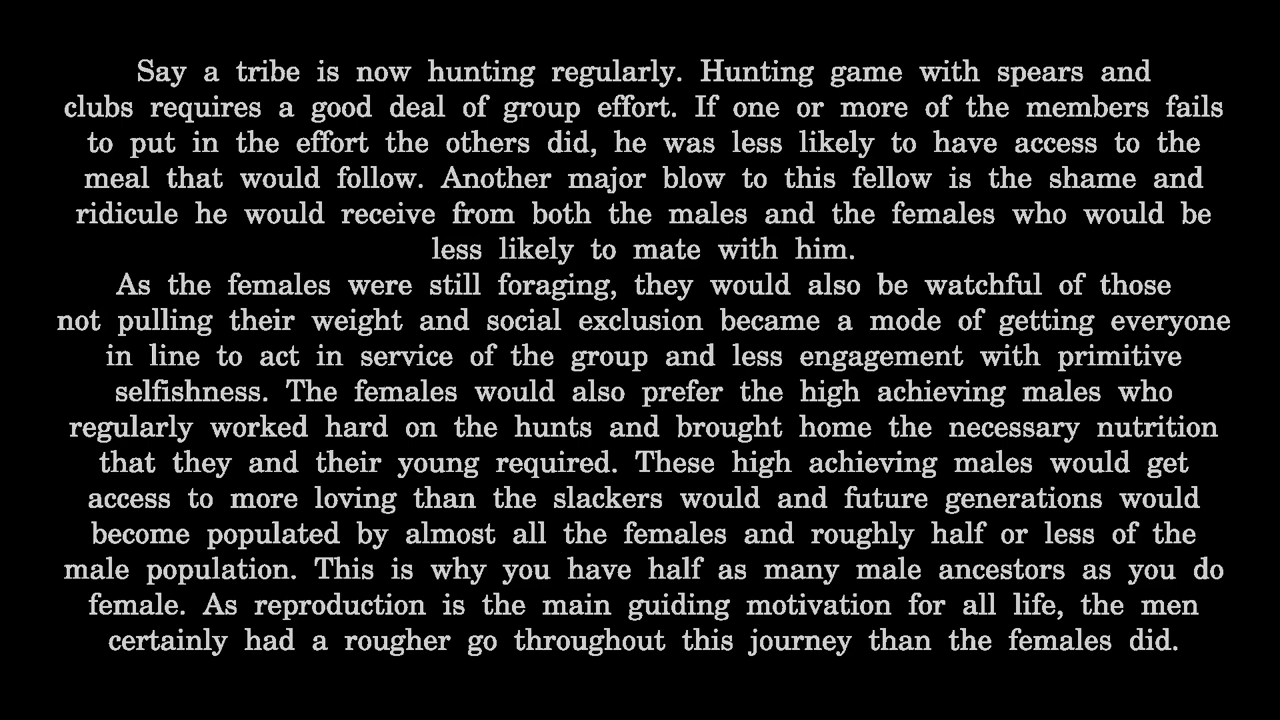 Say a tribe is now hunting regularly. Hunting game with spears and
clubs requires a good deal of group effort. If one or more of the members fails
to put in the effort the others did, he was less likely to have access to the
meal that would follow. Another major blow to this fellow is the shame and
ridicule he would receive from both the males and the females who would be
less likely to mate with him.
As the females were still foraging, they would also be watchful of those
not pulling their weight and social exclusion became a mode of getting everyone
in line to act in service of the group and less engagement with primitive
selfishness. The females would also prefer the high achieving males who
regularly worked hard on the hunts and brought home the necessary nutrition
that they and their young required. These high achieving males would get
access to more loving than the slackers would and future generations would
become populated by almost all the females and roughly half or less of the
male population. This is why you have half as many male ancestors as you do
female. As reproduction is the main guiding motivation for all life, the men
certainly had a rougher go throughout this journey than the females did.